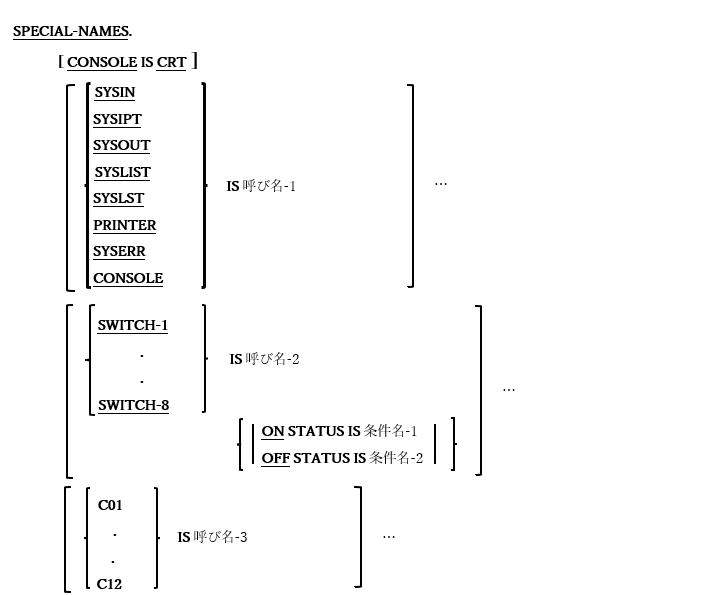 SPECIAL-NAMES.
[ CONSOLE IS CRT ]
SYSIN
SYSIPT
SYSOUT
SYSLIST
IS 呼び名-1 …
SYSLST
PRINTER
SYSERR
CONSOLE
SWITCH-1
.
IS 呼び名-2
.
…
SWITCH-8
ON STATUS IS 条件名-1
OFF STATUS IS 条件名-2
C01
.
IS 呼び名-3 …
.
C12